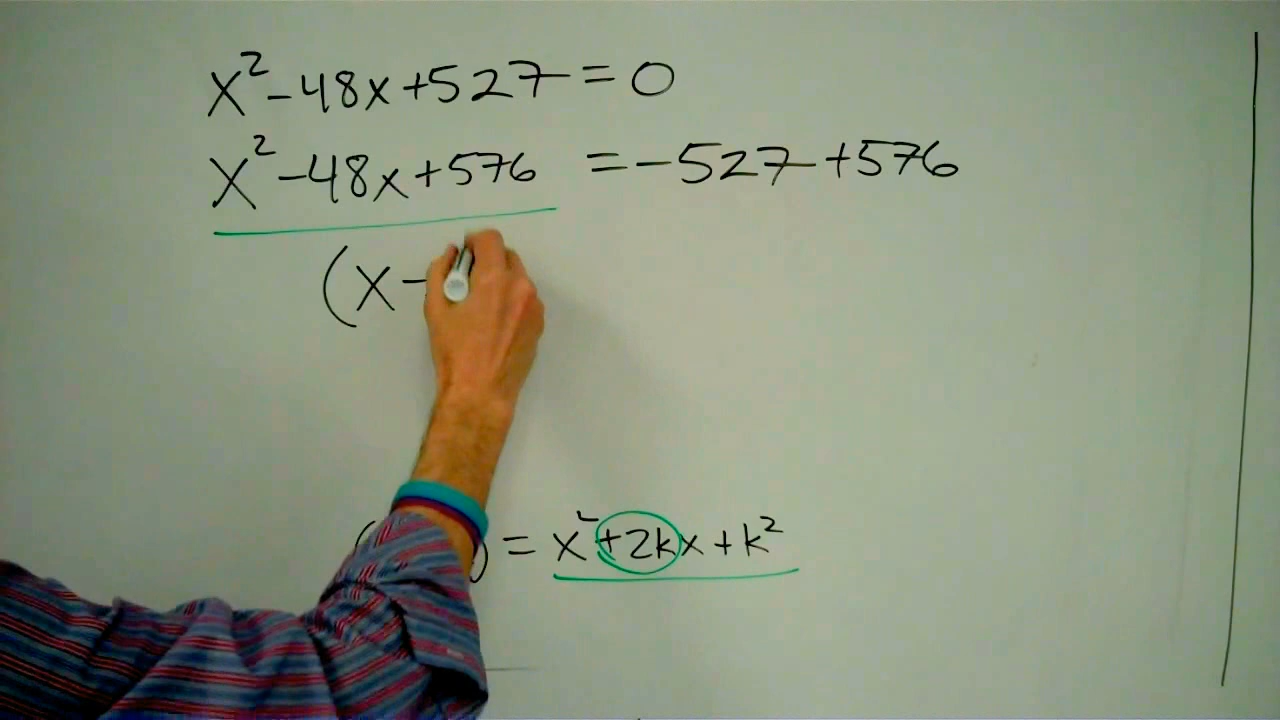 x²-48x+527=0
x²-48x+576 =-527+576
(x-
= x²+2kx+k²